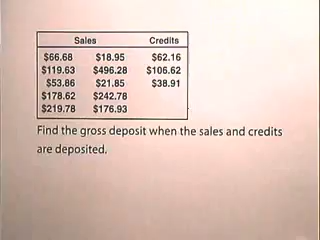 Sales Credits
$66.68 $18.95 $62.16
$119.63 $496.28 $106.62
$53.86 $21.85 $38.91
$178.62 $242.78
$219.78 $176.93
Find the gross deposit when the sales and credits
are deposited.